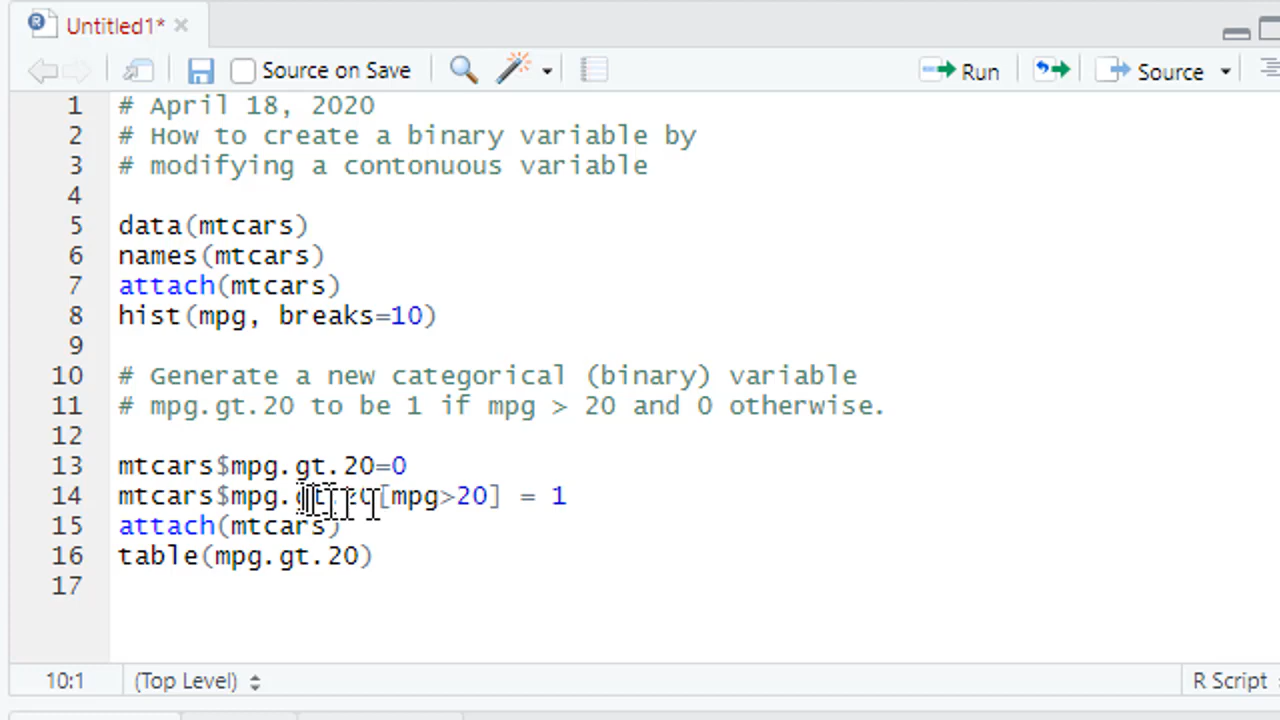 Untitled1*
Source on Save
Run
Source
1 # April 18, 2020
2 # How to create a binary variable by
3 # modifying a contonuous variable
4
5 data(mtcars)
6 names(mtcars)
7 attach(mtcars)
8 hist(mpg, breaks=10)
9
10 # Generate a new categorical (binary) variable
11 # mpg.gt.20 to be 1 if mpg > 20 and 0 otherwise.
12
13 mtcars$mpg.gt.20=0
14 mtcars$mpg.gt.20[mpg>20] = 1
15 attach(mtcars)
16 table(mpg.gt.20)
17
10:1 (Top Level) R Script